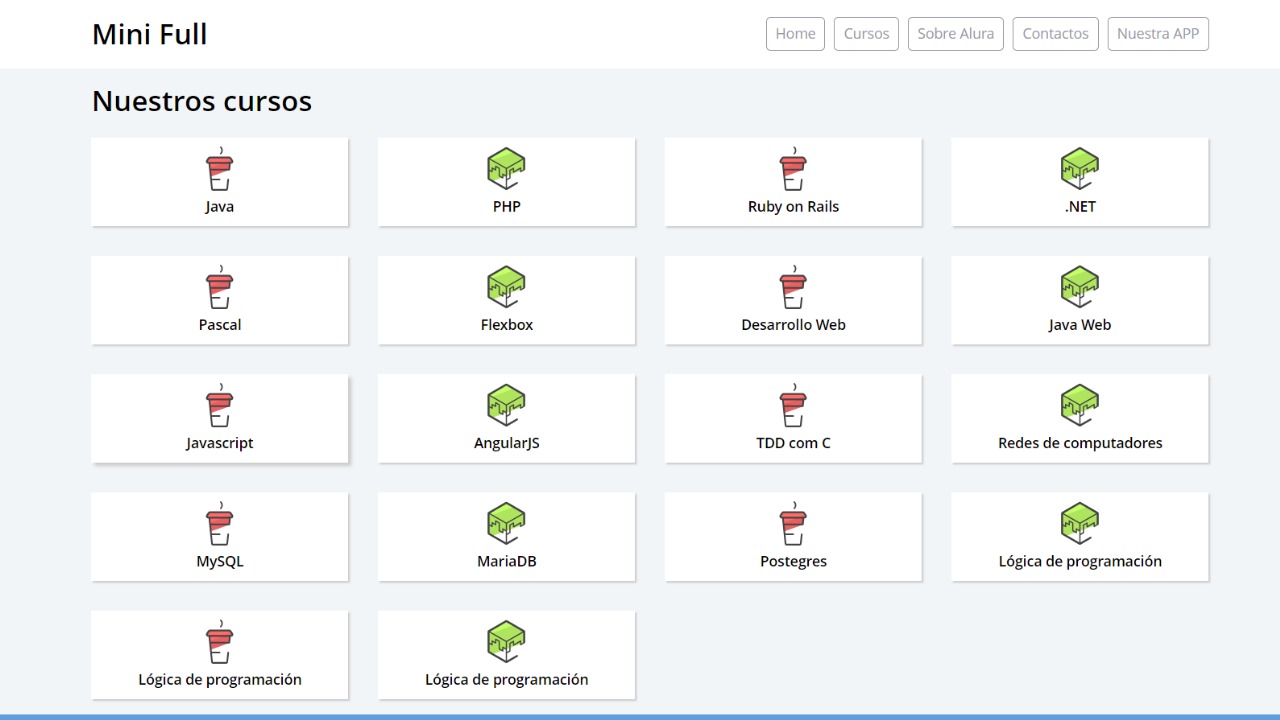 Mini Full
Home
Cursos
Sobre Alura
Contactos
Nuestra APP
Nuestros cursos
Java
PHP
Ruby on Rails
.NET
Pascal
Flexbox
Desarrollo Web
Java Web
Javascript
AngularJS
TDD com C
Redes de computadores
MySQL
MariaDB
Postegres
Lógica de programación
Lógica de programación
Lógica de programación